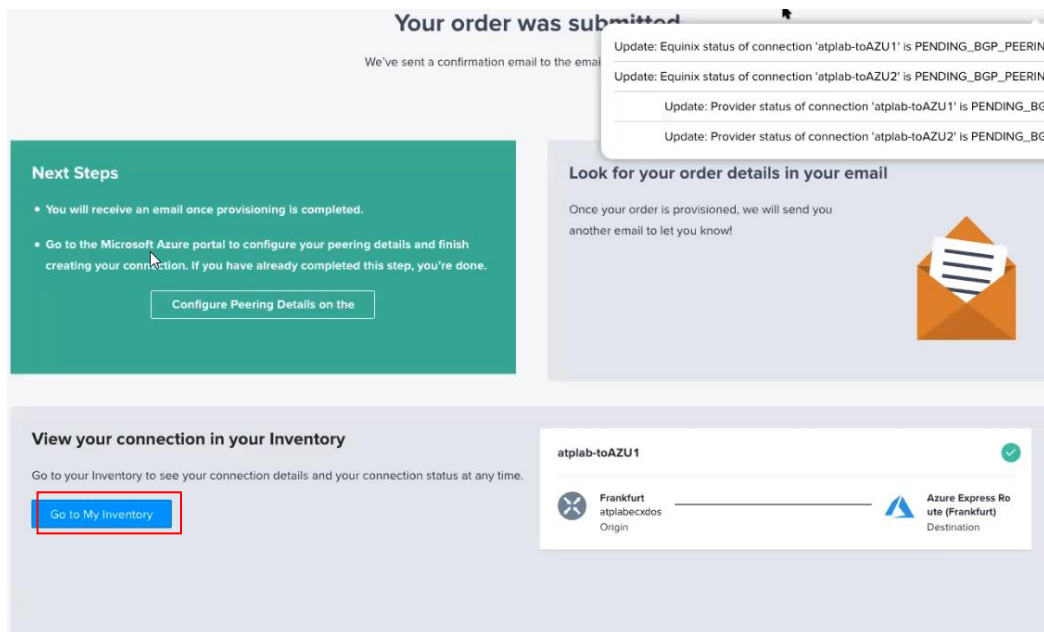 Your order was submitted
We've sent a confirmation email to the emai
Update: Equinix status of connection 'atplab-toAZU1' is PENDING_BGP_PEERIN
Update: Equinix status of connection 'atplab-toAZU2' is PENDING_BGP_PEERIN
Update: Provider status of connection 'atplab-toAZU1' is PENDING_BG
Update: Provider status of connection 'atplab-toAZU2' is PENDING_BG
Next Steps
• You will receive an email once provisioning is completed.
• Go to the Microsoft Azure portal to configure your peering details and finish
creating your connection. If you have already completed this step, you're done.
Configure Peering Details on the
Look for your order details in your email
Once your order is provisioned, we will send you
another email to let you know!
View your connection in your Inventory
Go to your Inventory to see your connection details and your connection status at any time.
Go to My Inventory
atplab-toAZU1
Frankfurt
atplabecxdos
Origin
Azure Express Ro
ute (Frankfurt)
Destination